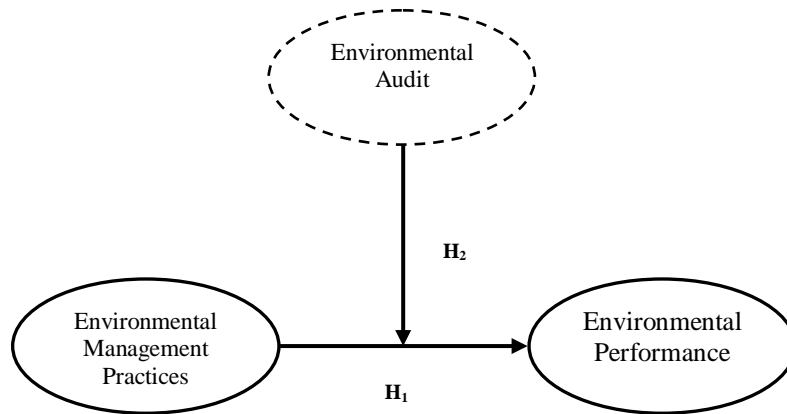 Environmental
Audit
H₂
Environmental
Management
Practices
Environmental
Performance
H₁